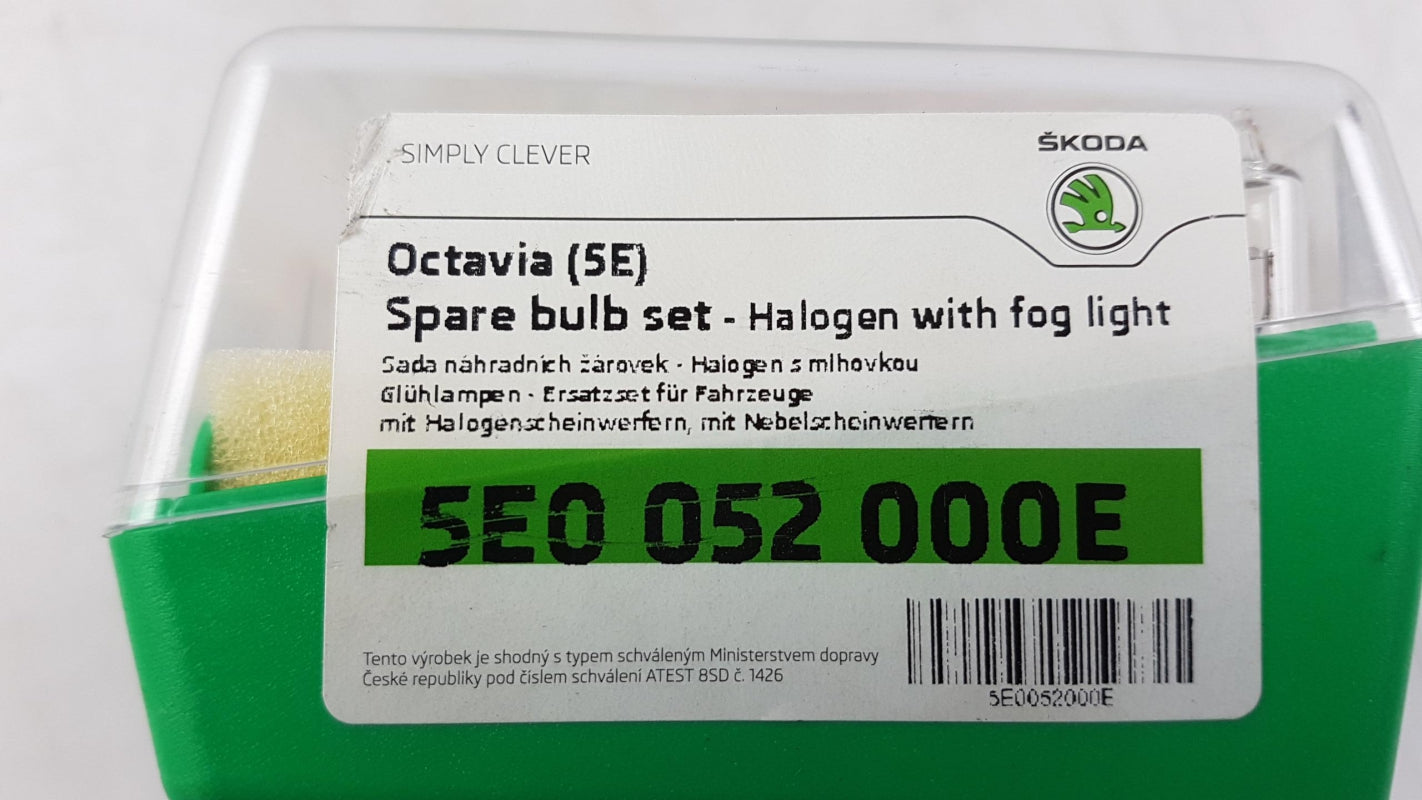 SIMPLY CLEVER
ŠKODA
Octavia (5E)
Spare bulb set - Halogen with fog light
Sada náhradních žárovek - Halogen s mlhovkou
Glühlampen - Ersatzset für Fahrzeuge
mit Halogenscheinwerfern, mit Nebelscheinwerfern
5E0 052 000E
Tento výrobek je shodný s typem schváleným Ministerstvem dopravy
České republiky pod číslem schválení ATEST 8SD č. 1426
5E0052000E